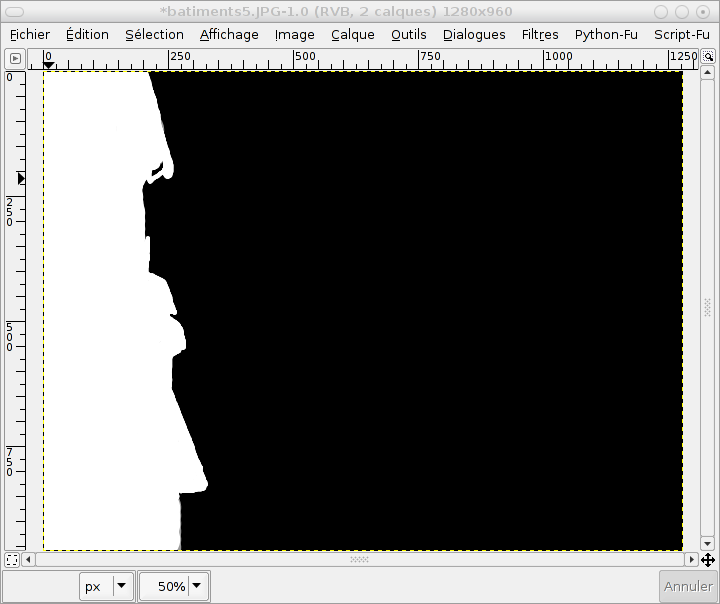 *batiments5.JPG-1.0 (RVB, 2 calques) 1280x960
Fichier Édition Sélection Affichage Image Calque Outils Dialogues Filtres Python-Fu Script-Fu
0 250 500 750 1000 1250
0
250
500
750
px 50% Annuler